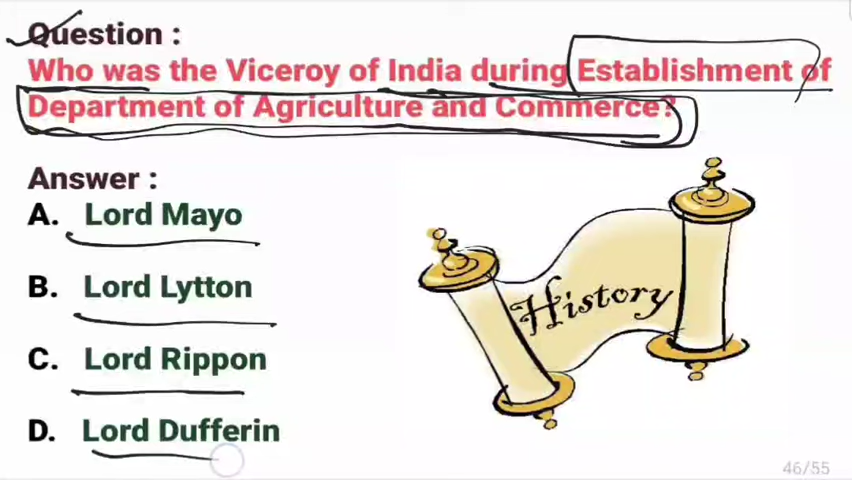 Question :
Who was the Viceroy of India during Establishment of
Department of Agriculture and Commerce?
Answer :
A. Lord Mayo
B. Lord Lytton
C. Lord Rippon
D. Lord Dufferin
History
46/55